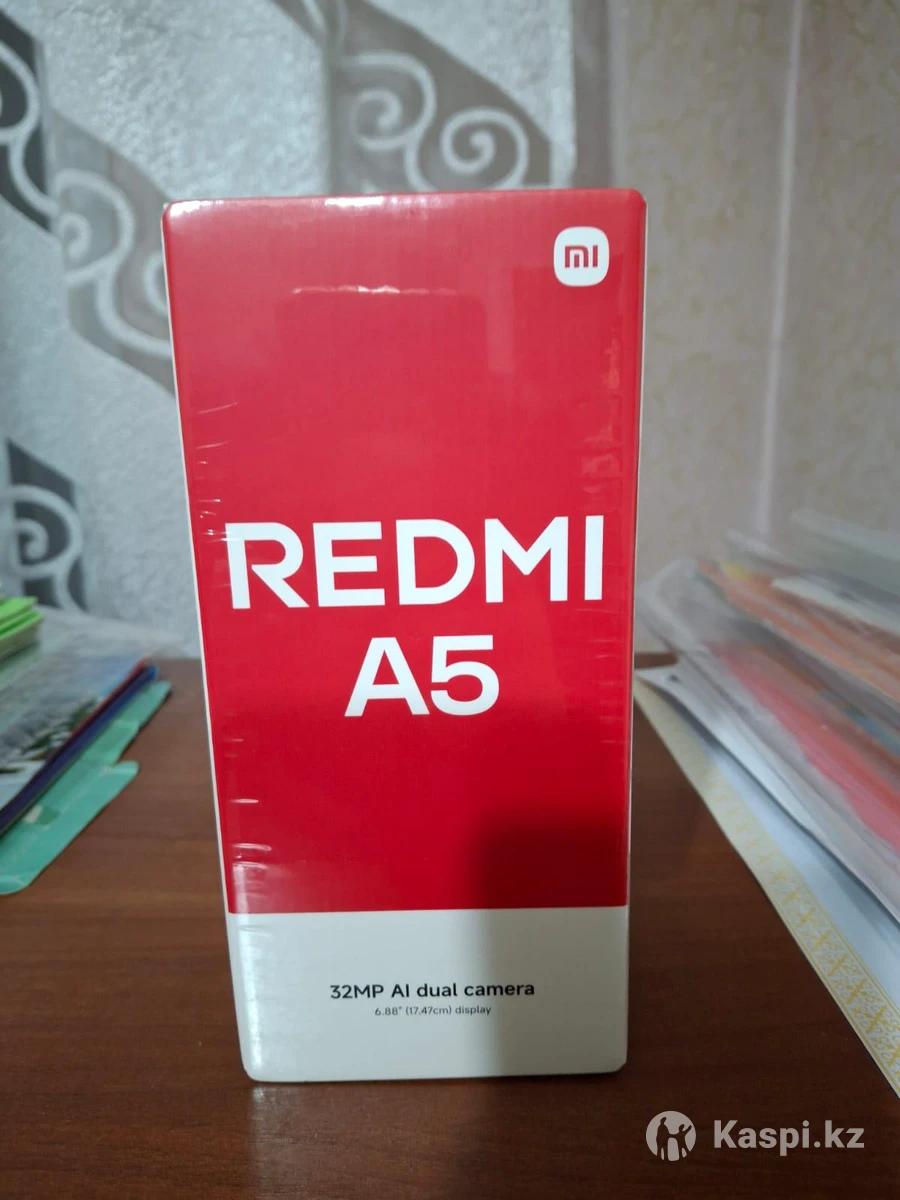 mi
REDMI
A5
32MP AI dual camera
6.88" (17.47cm) display
Kaspi.kz